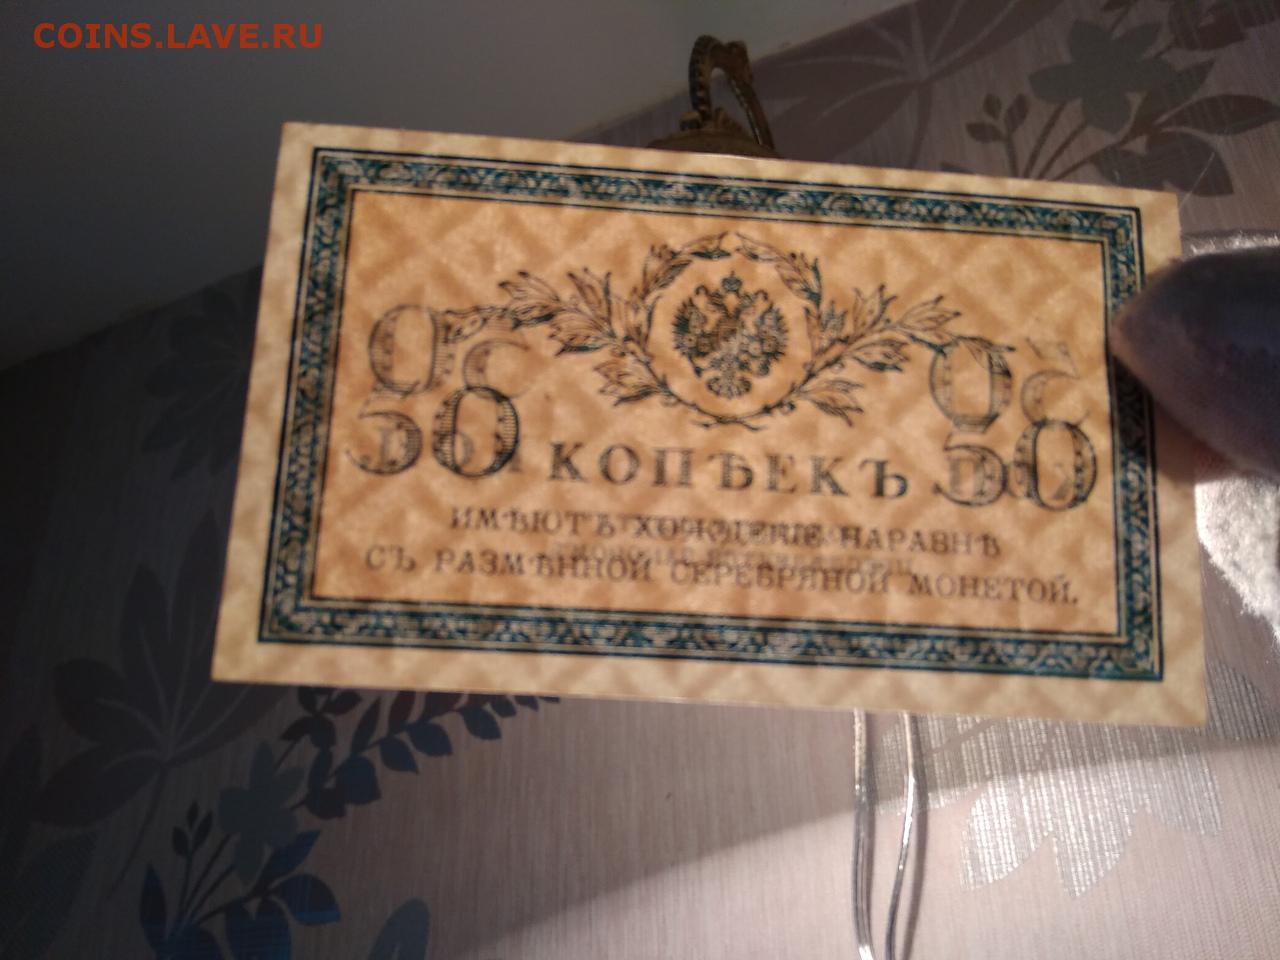 COINS.LAVE.RU
50 КОПѢЕКЪ 50
ИМѢЮТЪ ХОЖДЕНІЕ НАРАВНѢ
СЪ РАЗМѢННОЙ СЕРЕБРЯНОЙ МОНЕТОЙ.